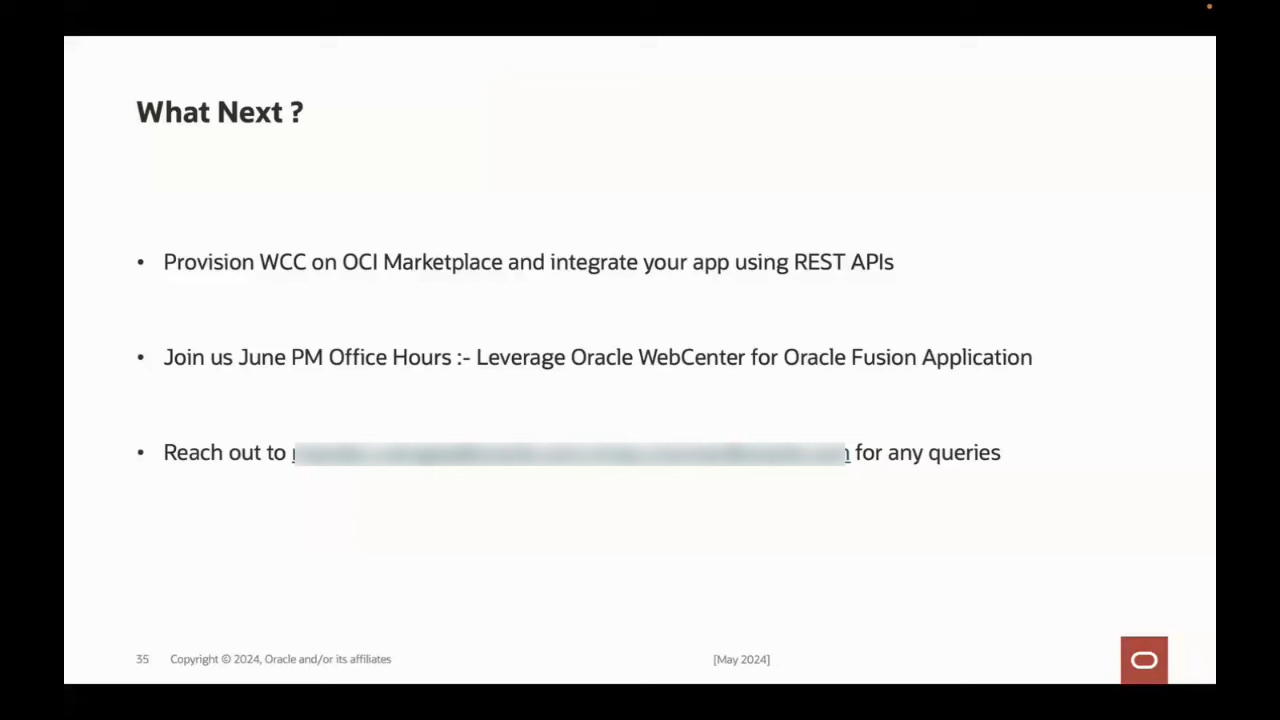 What Next ?
• Provision WCC on OCI Marketplace and integrate your app using REST APIs
• Join us June PM Office Hours :- Leverage Oracle WebCenter for Oracle Fusion Application
• Reach out to for any queries
35 Copyright © 2024, Oracle and/or its affiliates [May 2024]